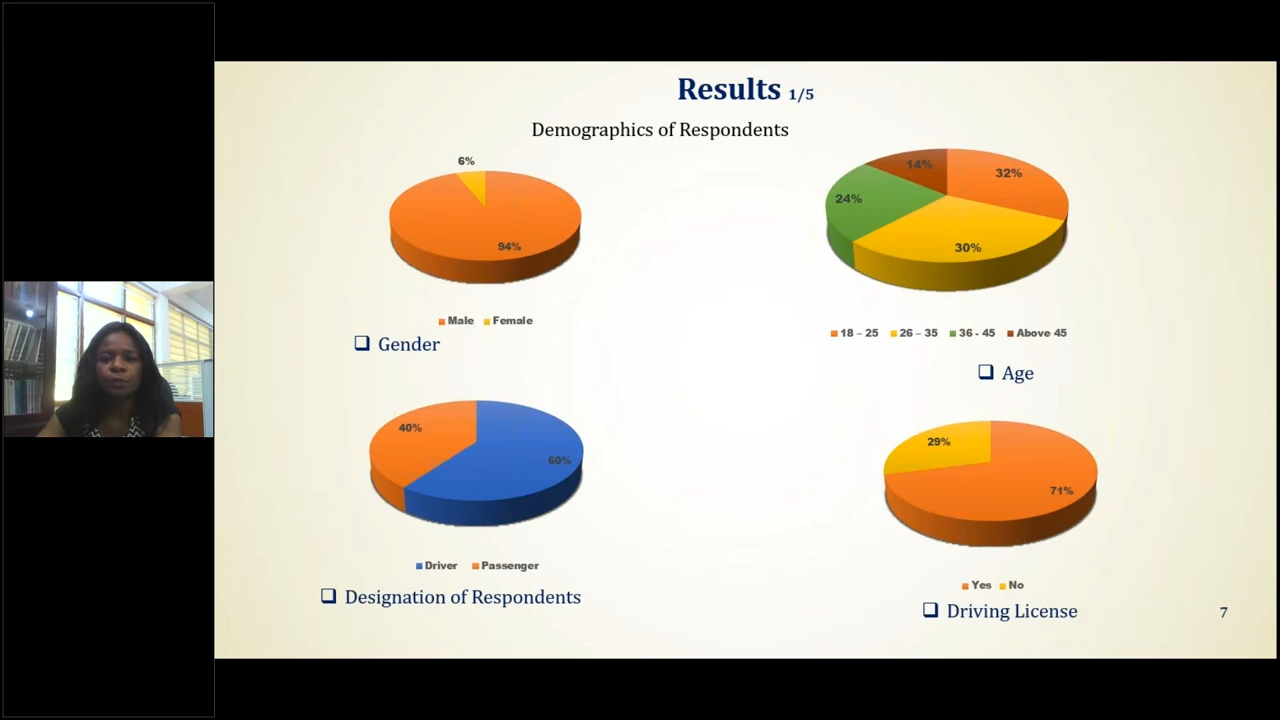 Results 1/5
Demographics of Respondents
6%
94%
Male Female
❑ Gender
14%
32%
24%
30%
18 – 25 26 – 35 36 - 45 Above 45
❑ Age
40%
60%
Driver Passenger
❑ Designation of Respondents
29%
71%
Yes No
❑ Driving License
7